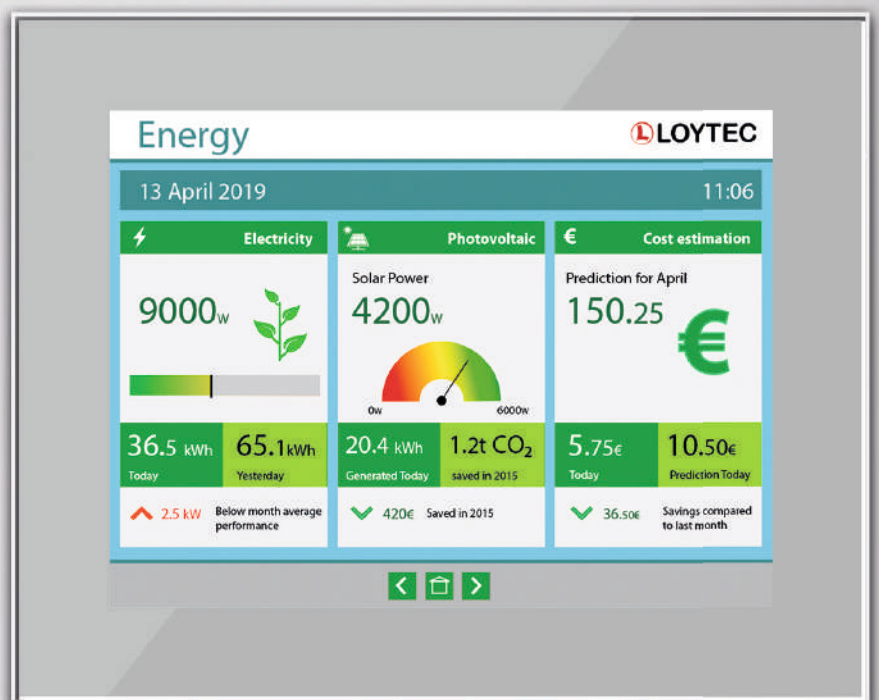 Energy
LOYTEC
13 April 2019
11:06
Electricity
9000w
36.5 kWh
Today
65.1kWh
Yesterday
2.5 kW
Below month average
performance
Photovoltaic
Solar Power
4200w
0w
6000w
20.4 kWh
Generated Today
1.2t CO₂
saved in 2015
420€
Saved in 2015
€
Cost estimation
Prediction for April
150.25
€
5.75€
Today
10.50€
Prediction Today
36.50€
Savings compared
to last month